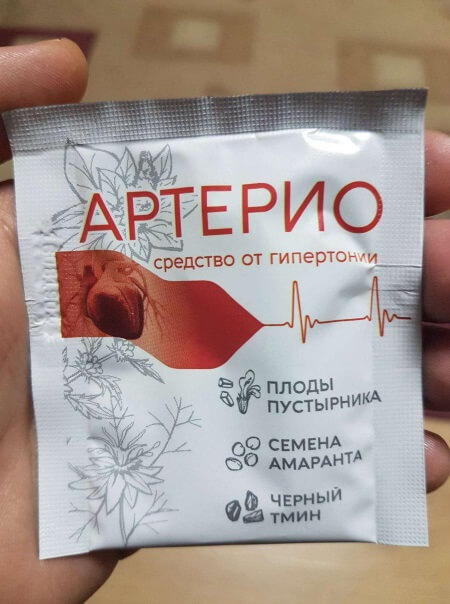 АРТЕРИО
средство от гипертонии
ПЛОДЫ
ПУСТЫРНИКА
СЕМЕНА
АМАРАНТА
ЧЕРНЫЙ
ТМИН